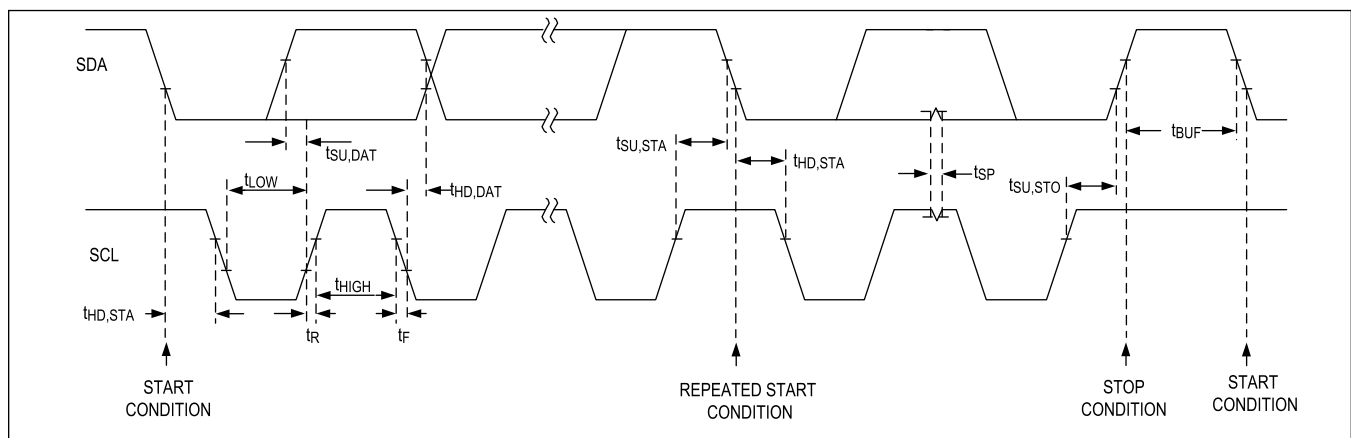 SDA
tSU,DAT
tLOW
tHD,DAT
tSU,STA
tHD,STA
tSP
tBUF
tSU,STO
SCL
tHIGH
tHD,STA
tR
tF
START
CONDITION
REPEATED START
CONDITION
STOP
CONDITION
START
CONDITION